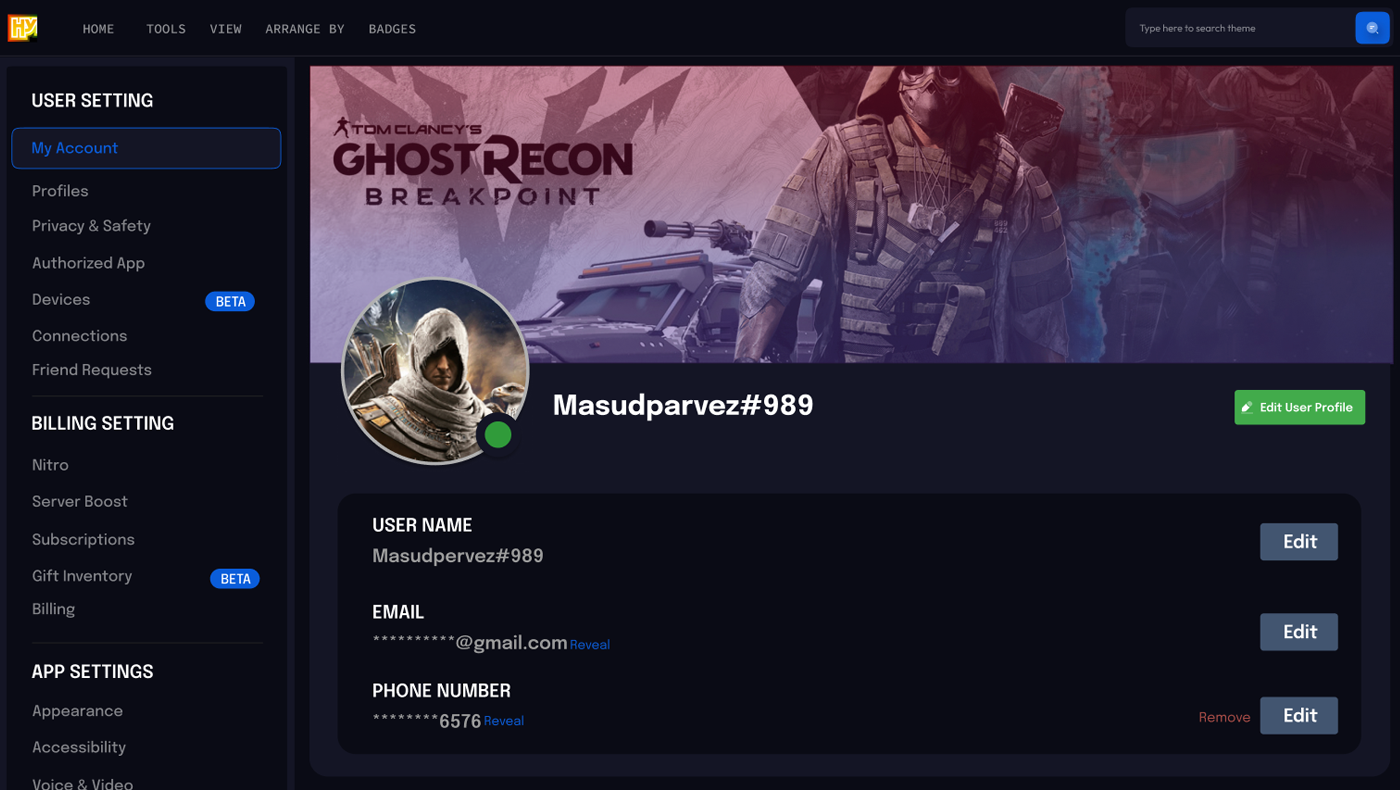 HY
HOME TOOLS VIEW ARRANGE BY BADGES
Type here to search theme
USER SETTING
My Account
Profiles
Privacy & Safety
Authorized App
Devices BETA
Connections
Friend Requests
BILLING SETTING
Nitro
Server Boost
Subscriptions
Gift Inventory BETA
Billing
APP SETTINGS
Appearance
Accessibility
Voice & Video
TOM CLANCY'S
GHOST RECON
BREAKPOINT
Masudparvez#989
Edit User Profile
USER NAME
Masudpervez#989
Edit
EMAIL
**********@gmail.com Reveal
Edit
PHONE NUMBER
********6576 Reveal
Remove Edit